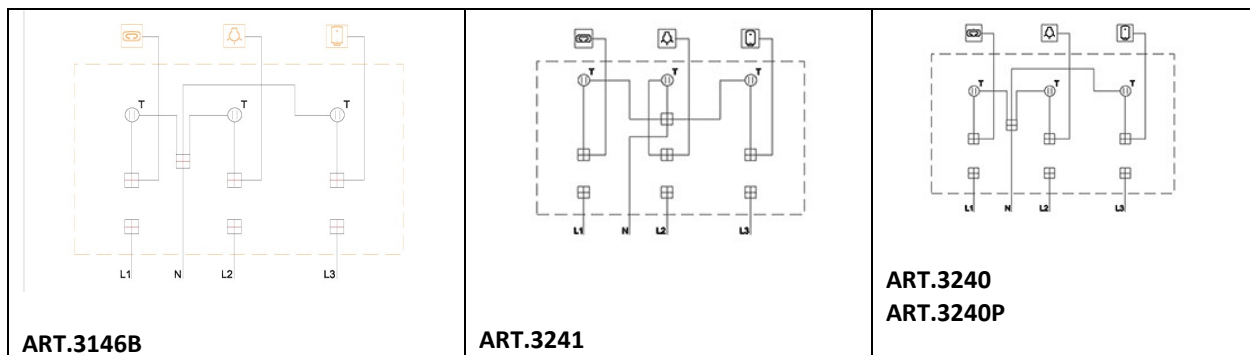 T T T
L1 N L2 L3
ART.3146B
T T T
L1 N L2 L3
ART.3241
T T T
L1 N L2 L3
ART.3240
ART.3240P